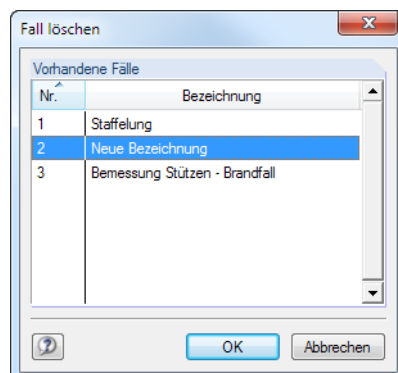 Fall löschen
Vorhandene Fälle
Nr. Bezeichnung
1 Staffelung
2 Neue Bezeichnung
3 Bemessung Stützen - Brandfall
OK Abbrechen